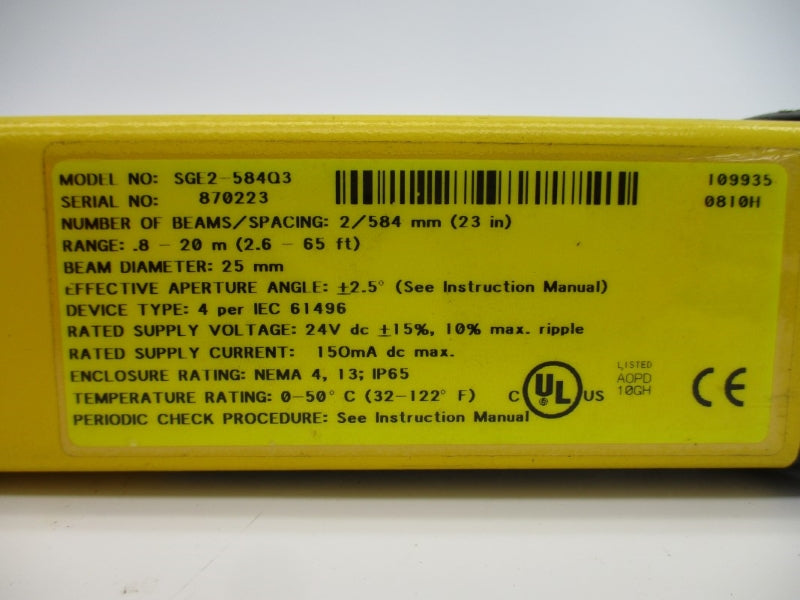 MODEL NO: SGE2-584Q3
109935
SERIAL NO: 870223
0810H
NUMBER OF BEAMS/SPACING: 2/584 mm (23 in)
RANGE: .8 - 20 m (2.6 - 65 ft)
BEAM DIAMETER: 25 mm
EFFECTIVE APERTURE ANGLE: ±2.5° (See Instruction Manual)
DEVICE TYPE: 4 per IEC 61496
RATED SUPPLY VOLTAGE: 24V dc ±15%, 10% max. ripple
RATED SUPPLY CURRENT: 150mA dc max.
ENCLOSURE RATING: NEMA 4, 13; IP65
TEMPERATURE RATING: 0-50° C (32-122° F)
PERIODIC CHECK PROCEDURE: See Instruction Manual
C UL US
LISTED
AOPD
10GH
CE